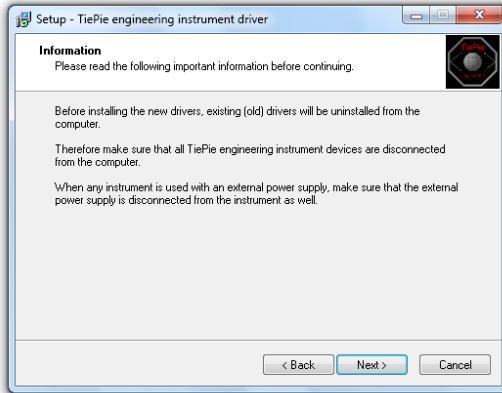 Setup - TiePie engineering instrument driver
Information
Please read the following important information before continuing.
TiePie
Before installing the new drivers, existing (old) drivers will be uninstalled from the
computer.
Therefore make sure that all TiePie engineering instrument devices are disconnected
from the computer.
When any instrument is used with an external power supply, make sure that the external
power supply is disconnected from the instrument as well.
< Back
Next >
Cancel